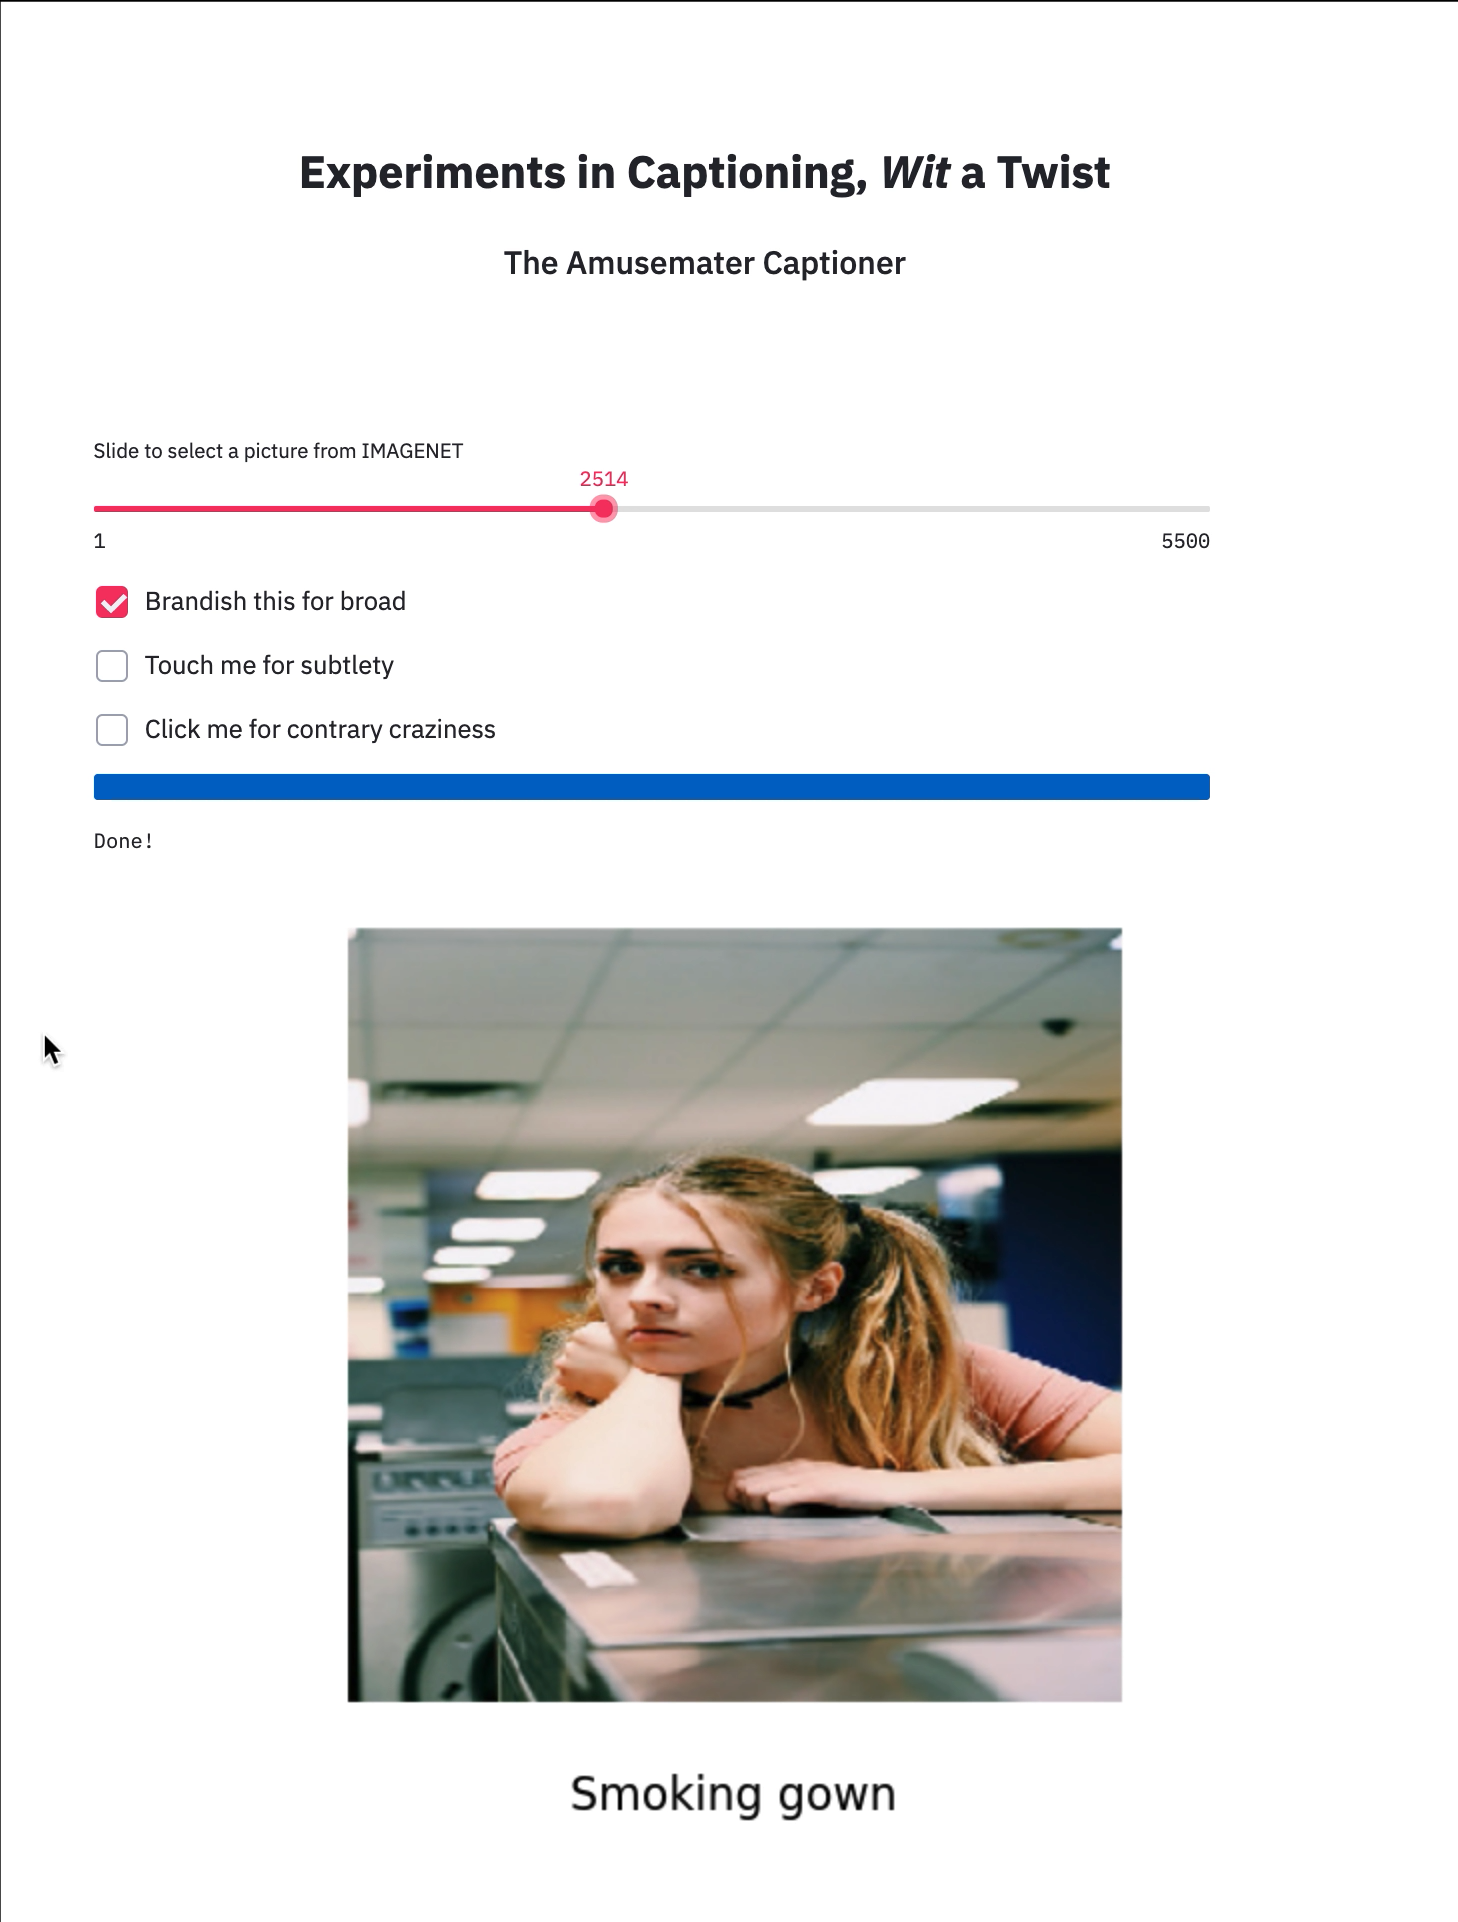 Experiments in Captioning, Wit a Twist
The Amusemater Captioner
Slide to select a picture from IMAGENET
2514
1 5500
Brandish this for broad
Touch me for subtlety
Click me for contrary craziness
Done!
Smoking gown